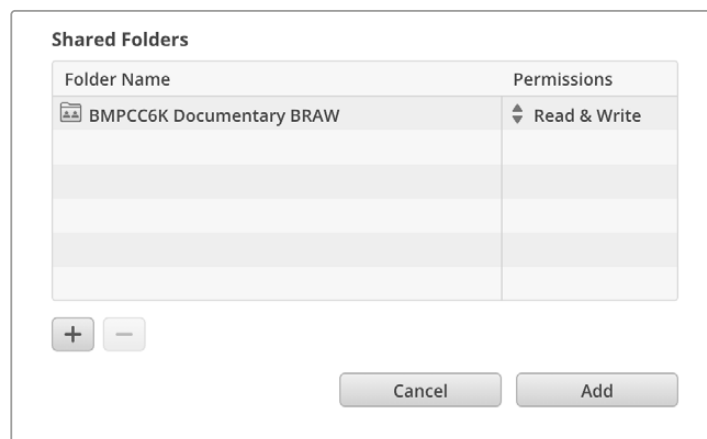 Shared Folders
Folder Name Permissions
BMPCC6K Documentary BRAW Read & Write
Cancel Add